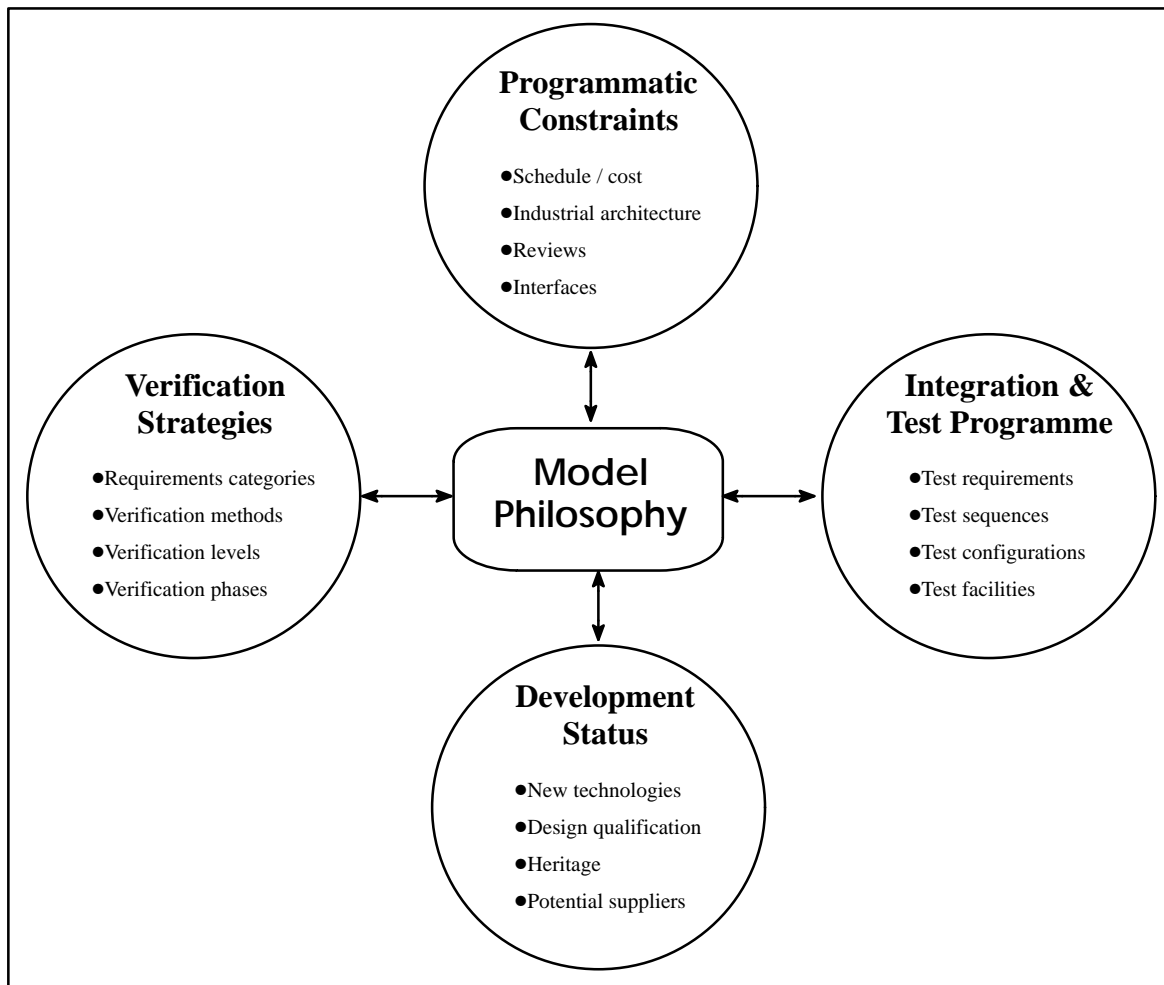 Programmatic
Constraints
●Schedule / cost
●Industrial architecture
●Reviews
●Interfaces
Verification
Strategies
●Requirements categories
●Verification methods
●Verification levels
●Verification phases
Model
Philosophy
Integration &
Test Programme
●Test requirements
●Test sequences
●Test configurations
●Test facilities
Development
Status
●New technologies
●Design qualification
●Heritage
●Potential suppliers